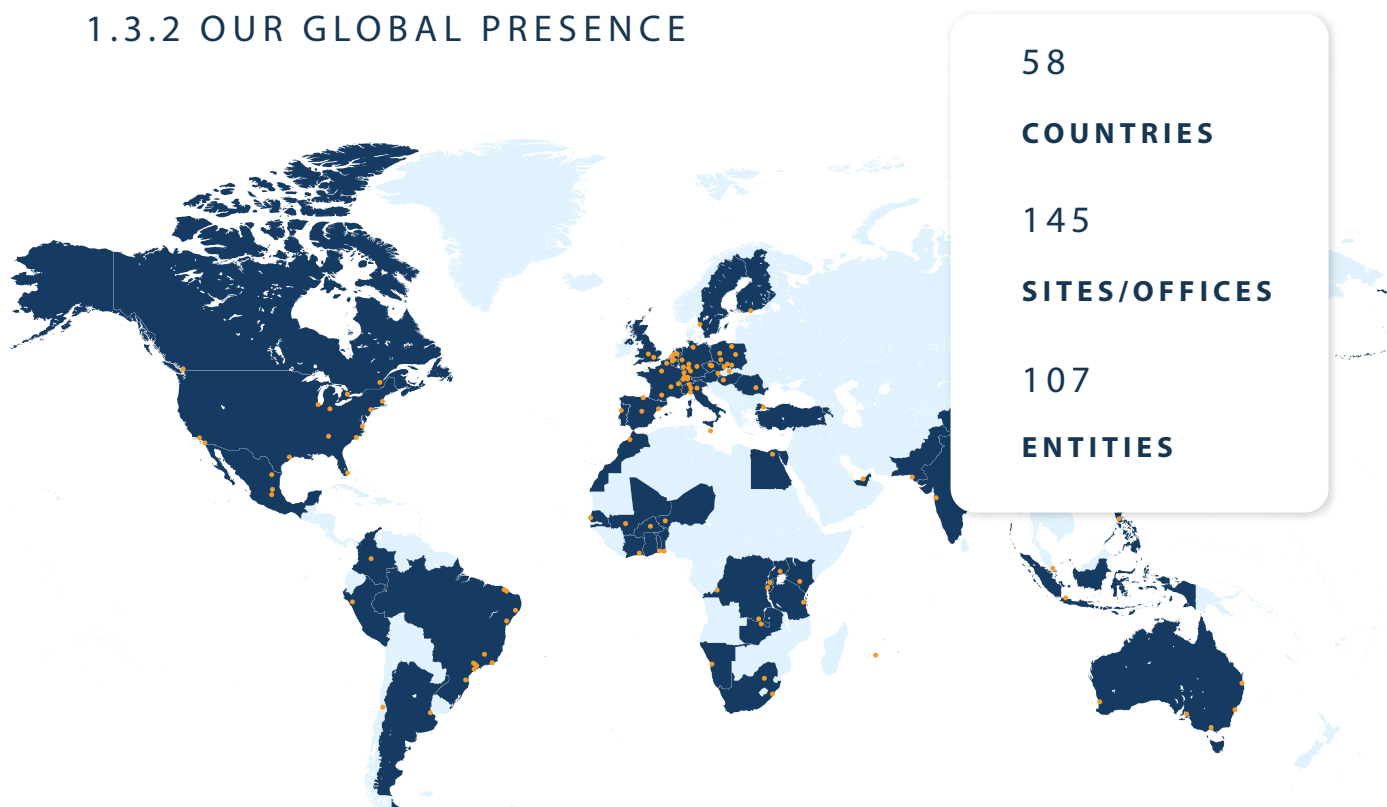 1.3.2 OUR GLOBAL PRESENCE
58
COUNTRIES
145
SITES/OFFICES
107
ENTITIES